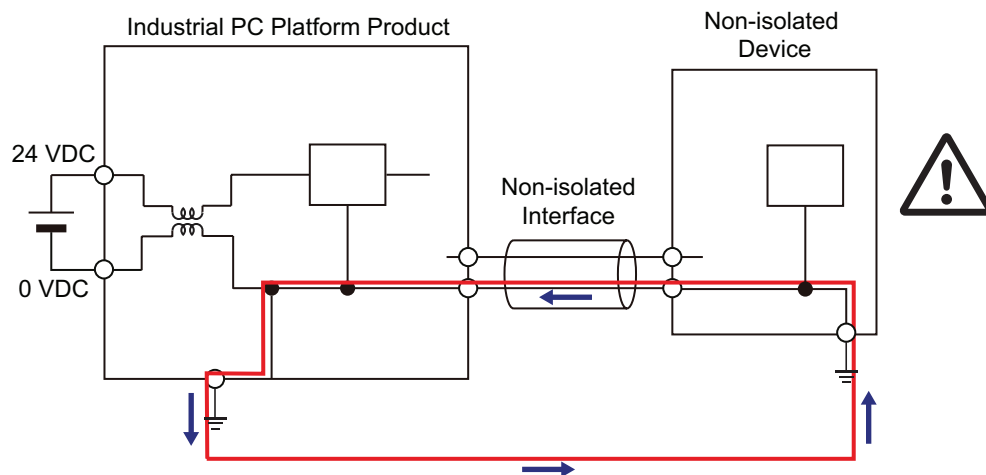 Industrial PC Platform Product
Non-isolated
Device
24 VDC
Non-isolated
Interface
0 VDC